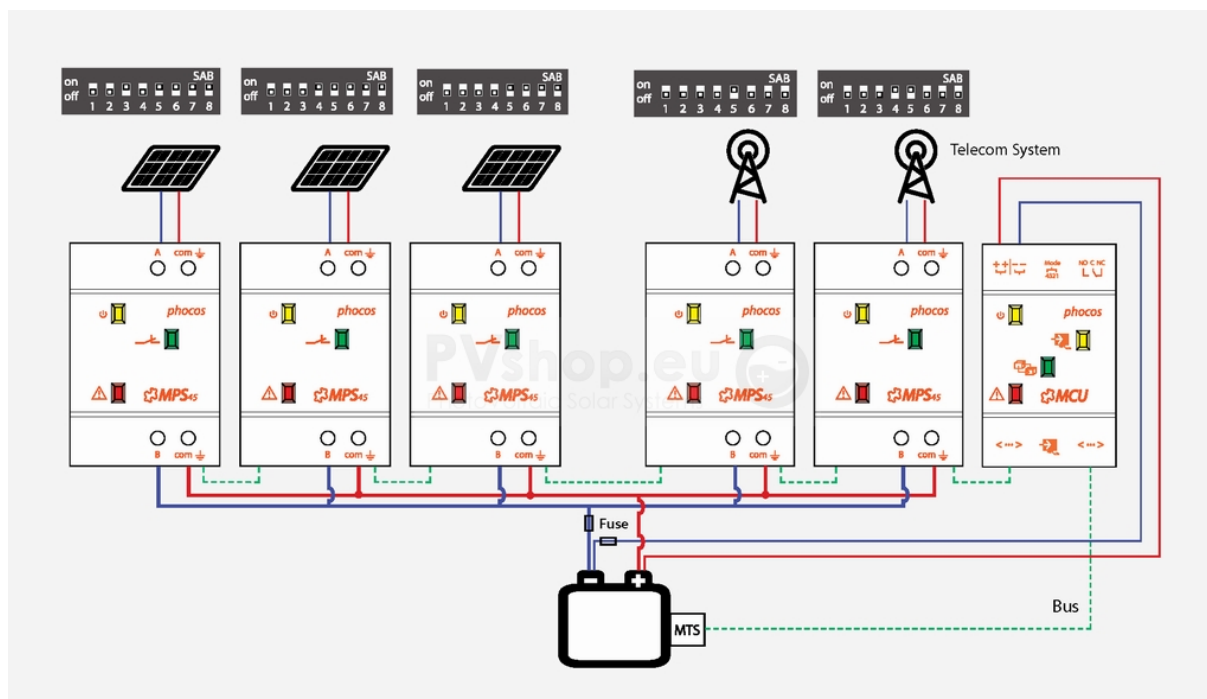 SAB
on
off
1 2 3 4 5 6 7 8
SAB
on
off
1 2 3 4 5 6 7 8
SAB
on
off
1 2 3 4 5 6 7 8
SAB
on
off
1 2 3 4 5 6 7 8
SAB
on
off
1 2 3 4 5 6 7 8
Telecom System
A com
phocos
MPS45
B com
A com
phocos
MPS45
B com
A com
phocos
MPS45
B com
A com
phocos
MPS45
B com
A com
phocos
MPS45
B com
++ --
Mode
4321
NO C NC
phocos
MCU
<...> <...>
PVshop.eu
Fuse
- +
MTS
Bus